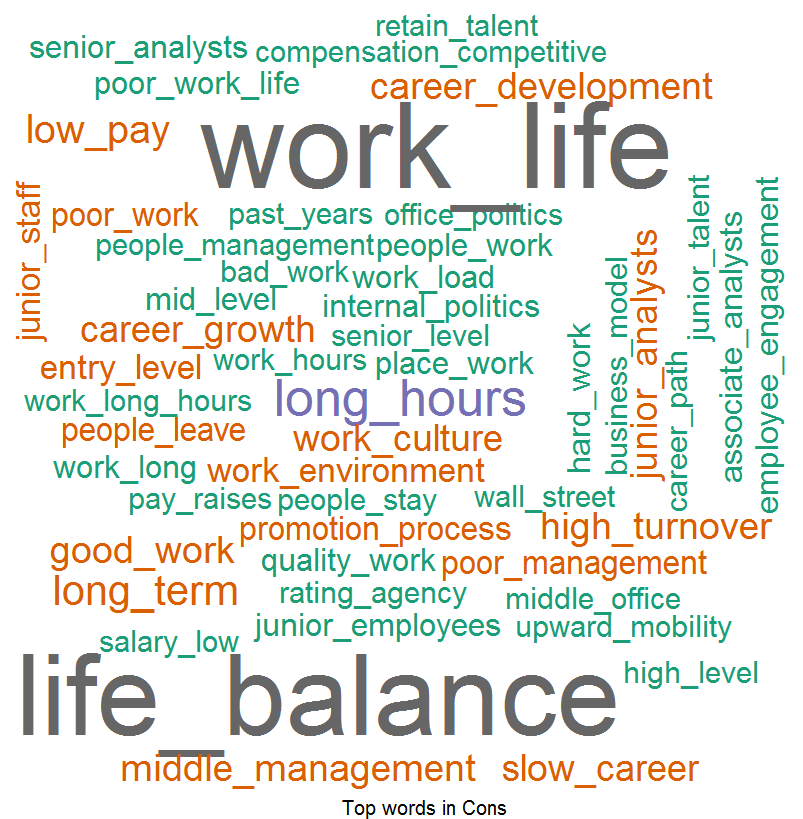 retain_talent
senior_analysts
compensation_competitive
poor_work_life
career_development
low_pay
work_life
junior_staff
poor_work
past_years
office_politics
people_management
people_work
bad_work
work_load
mid_level
internal_politics
career_growth
senior_level
entry_level
work_hours
place_work
work_long_hours
long_hours
people_leave
work_culture
work_long
work_environment
hard_work
business_model
junior_analysts
career_path
junior_talent
associate_analysts
employee_engagement
pay_raises
people_stay
wall_street
promotion_process
high_turnover
good_work
quality_work
poor_management
long_term
rating_agency
middle_office
junior_employees
upward_mobility
salary_low
life_balance
high_level
middle_management
slow_career
Top words in Cons